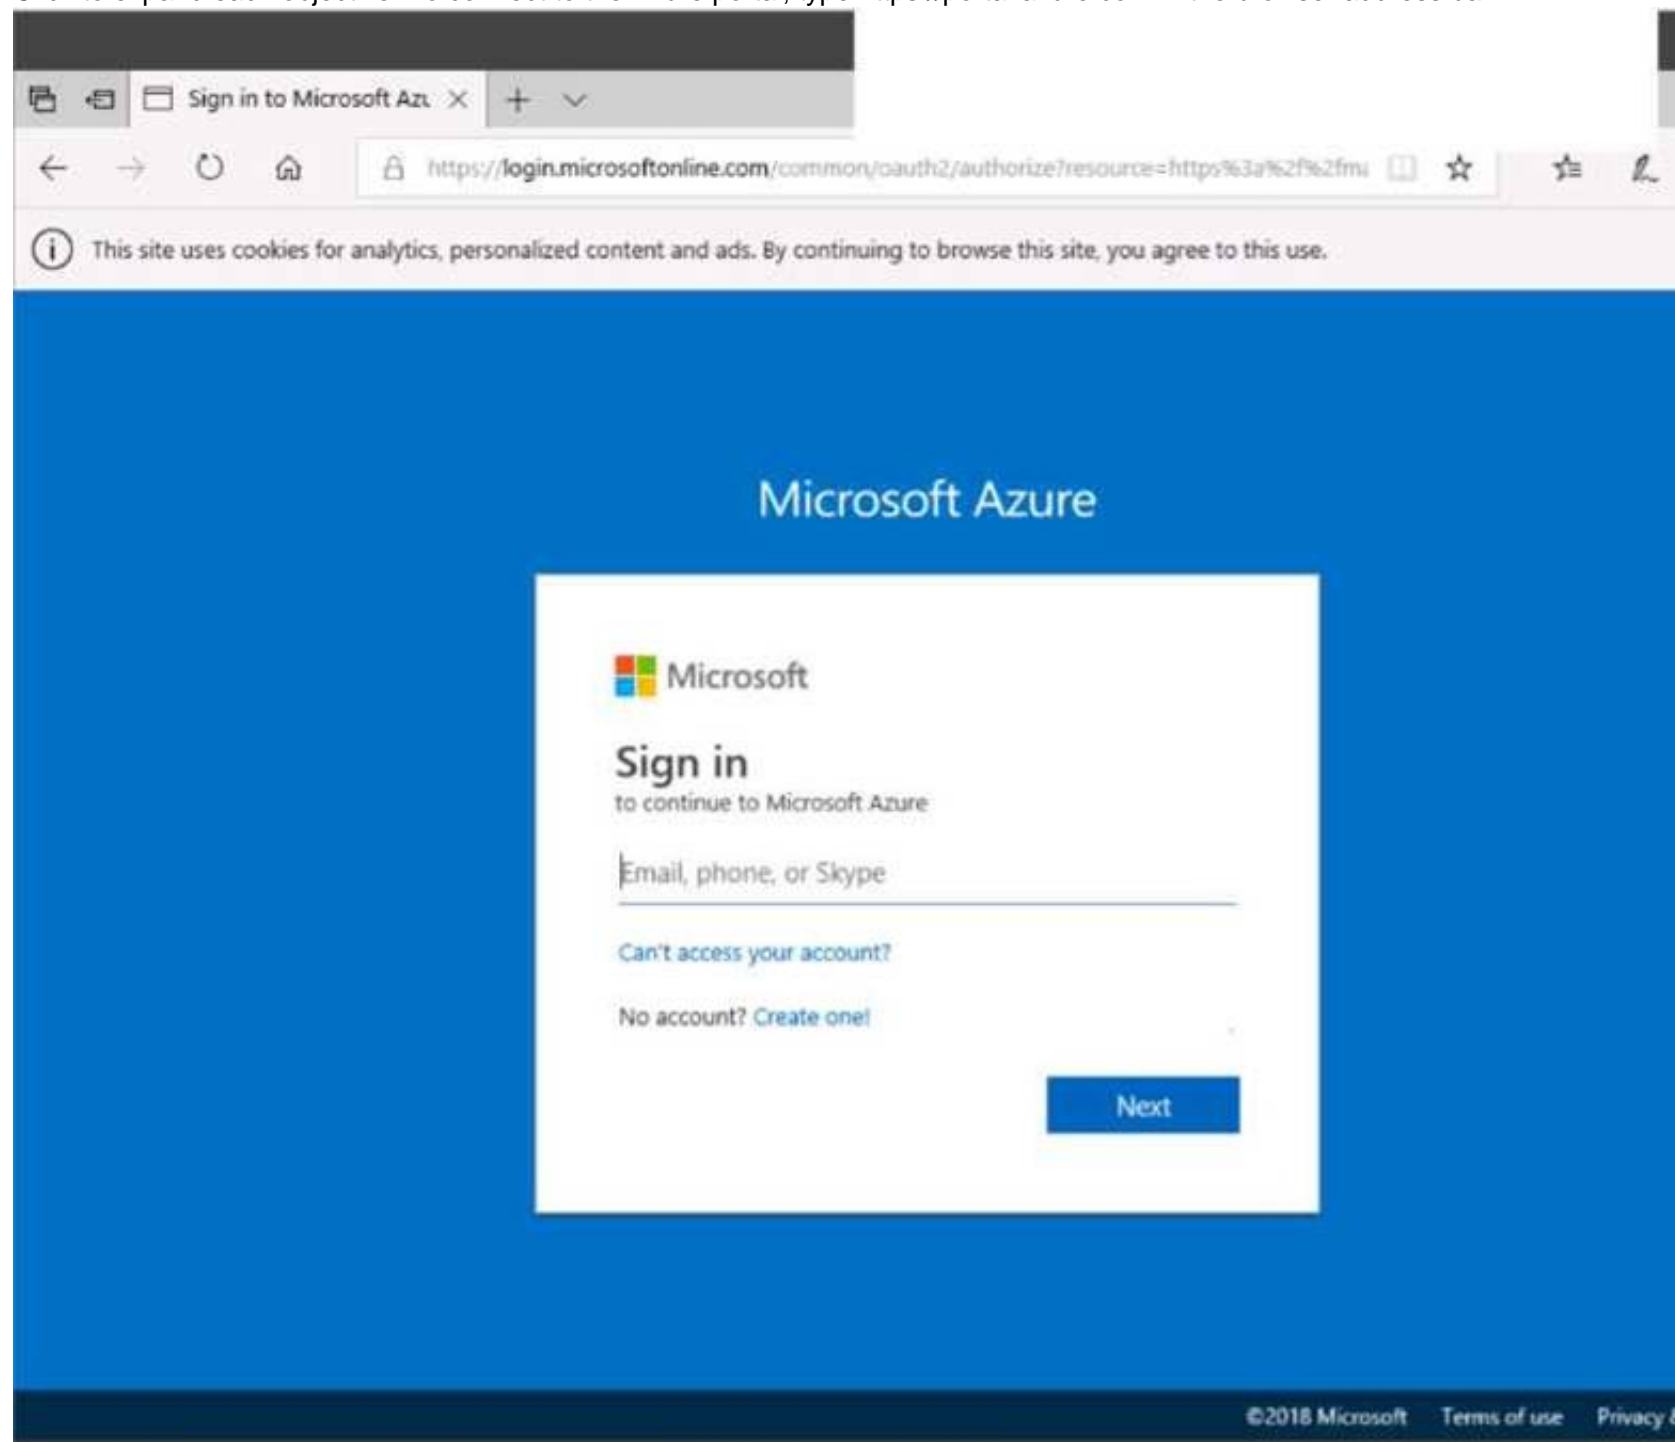 Sign in to Microsoft Azu
https://login.microsoftonline.com/common/oauth2/authorize?resource=https%3a%2f%2fma
This site uses cookies for analytics, personalized content and ads. By continuing to browse this site, you agree to this use.
Microsoft Azure
Microsoft
Sign in
to continue to Microsoft Azure
Email, phone, or Skype
Can't access your account?
No account? Create one!
Next
©2018 Microsoft Terms of use Privacy &